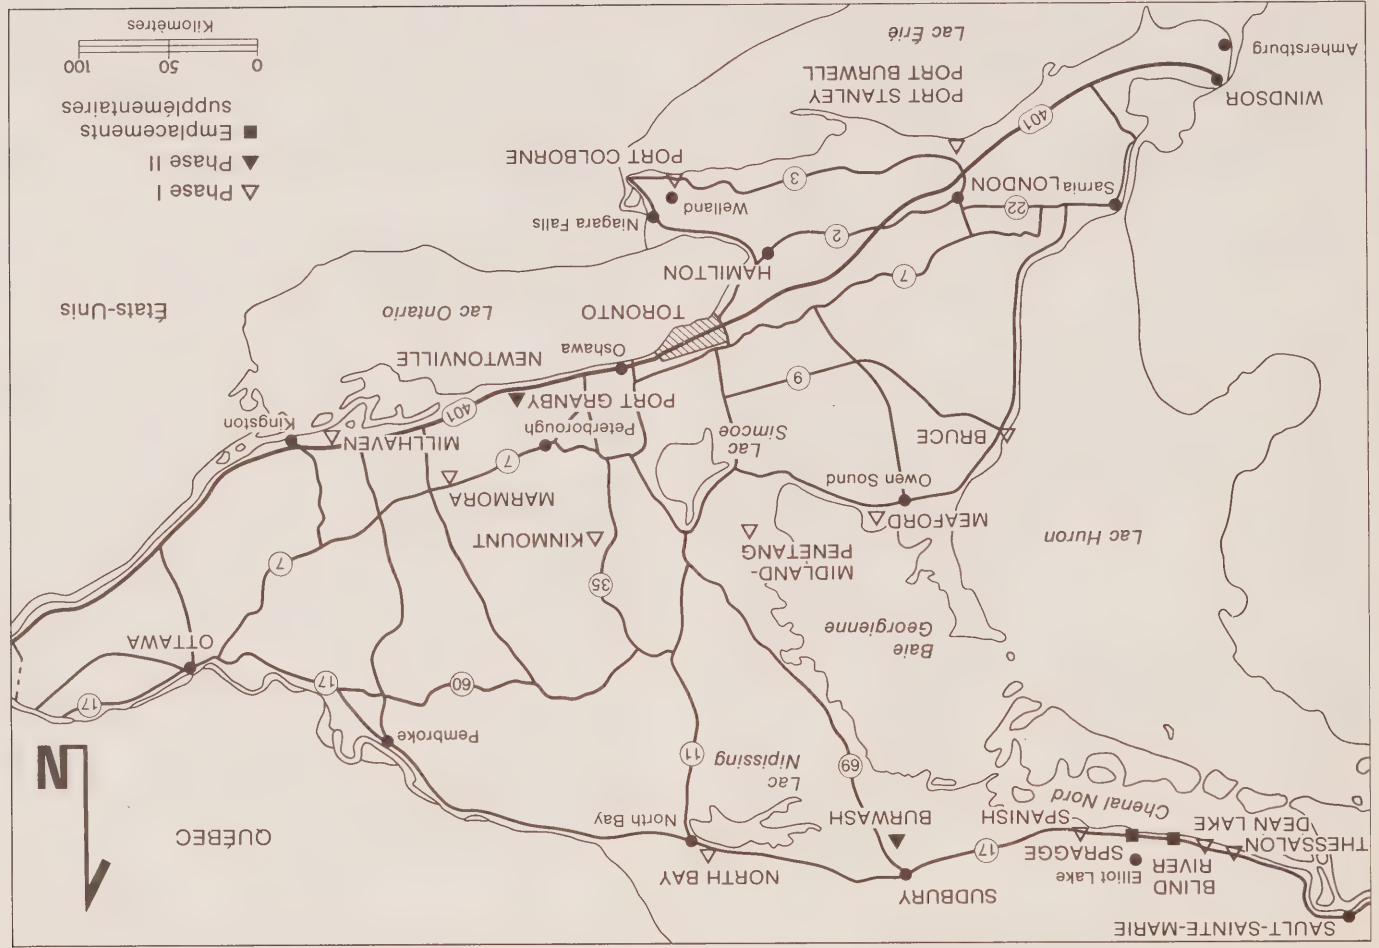 SAULT-SAINTE-MARIE
THESSALON
DEAN LAKE
BLIND
RIVER
Elliot Lake
SPRAGGE
SPANISH
Chenal Nord
17
SUDBURY
BURWASH
69
NORTH BAY
North Bay
Lac
Nipissing
11
QUÉBEC
N
Pembroke
60
17
17
OTTAWA
Baie
Georgienne
Lac Huron
MIDLAND-
PENETANG
35
7
KINMOUNT
MEAFORD
Owen Sound
BRUCE
Lac
Simcoe
MARMORA
7
Peterborough
MILLHAVEN
Kingston
401
PORT GRANBY
NEWTONVILLE
9
Oshawa
TORONTO
Lac Ontario
États-Unis
HAMILTON
7
2
Niagara Falls
Welland
PORT COLBORNE
3
22
Sarnia
LONDON
401
PORT STANLEY
PORT BURWELL
Lac Érié
WINDSOR
Amherstburg
△ Phase I
▲ Phase II
■ Emplacements
supplémentaires
0 50 100
Kilomètres